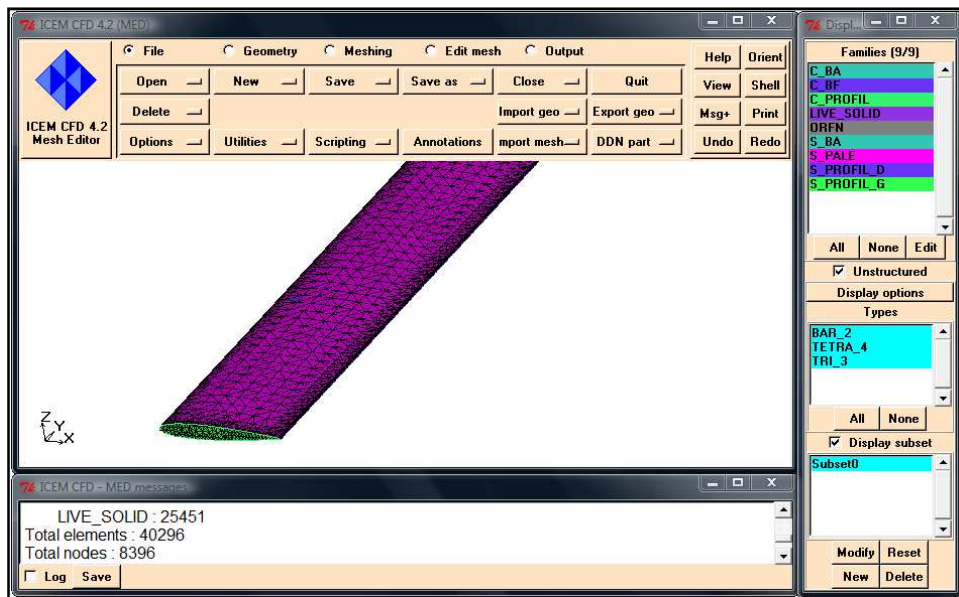 ICEM CFD 4.2 (MED)
File Geometry Meshing Edit mesh Output
Open New Save Save as Close Quit
Delete Import geo Export geo
Options Utilities Scripting Annotations mport mesh DDN part
ICEM CFD 4.2
Mesh Editor
Help Orient
View Shell
Msg+ Print
Undo Redo
Z
Y
X
ICEM CFD - MED messages
LIVE_SOLID : 25451
Total elements : 40296
Total nodes : 8396
Log Save
Displ...
Families (9/9)
C_BA
C_BF
C_PROFIL
LIVE_SOLID
ORFN
S_BA
S_PALE
S_PROFIL_D
S_PROFIL_G
All None Edit
Unstructured
Display options
Types
BAR_2
TETRA_4
TRI_3
All None
Display subset
Subset0
Modify Reset
New Delete